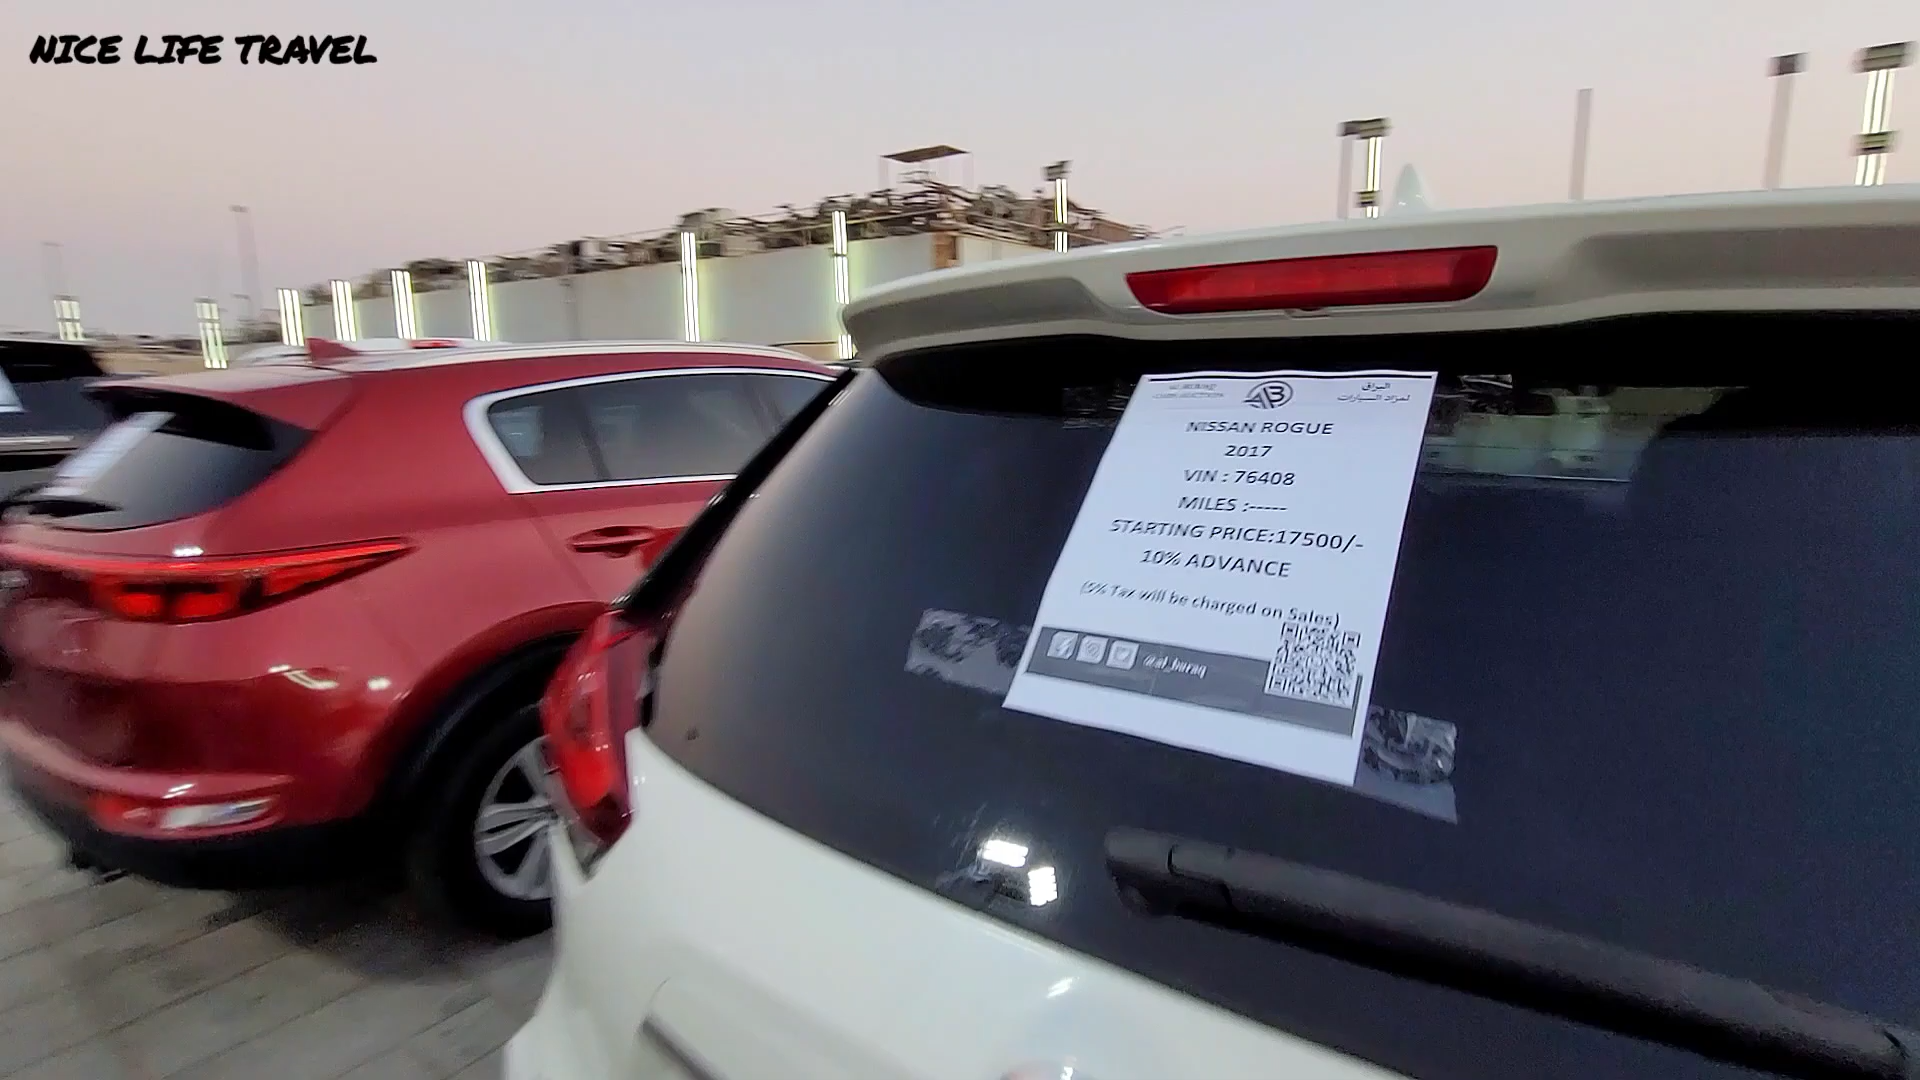 NICE LIFE TRAVEL
AB
البراق
لمزاد السيارات
NISSAN ROGUE
2017
VIN : 76408
MILES :-----
STARTING PRICE:17500/-
10% ADVANCE
(5% Tax will be charged on Sales)
@al_buraq